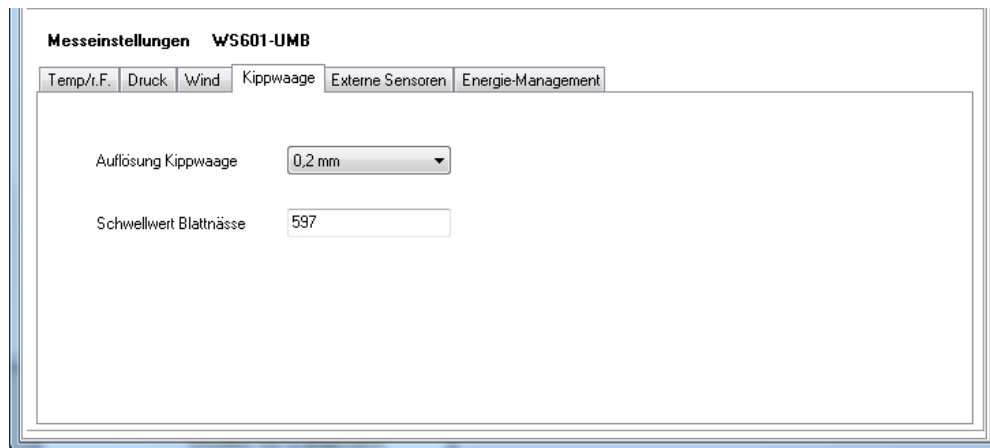 Messeinstellungen WS601-UMB
Temp/r.F. Druck Wind Kippwaage Externe Sensoren Energie-Management
Auflösung Kippwaage 0,2 mm
Schwellwert Blattnässe 597